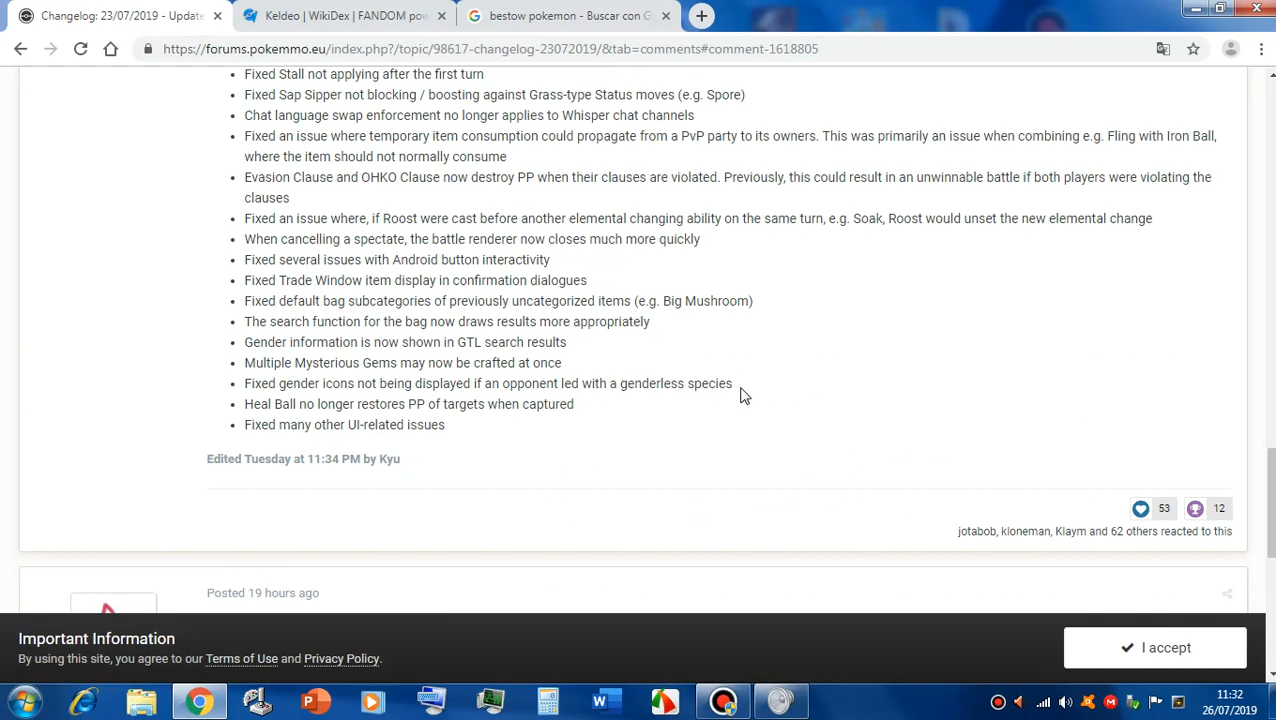 Changelog: 23/07/2019 - Update
Keldeo | WikiDex | FANDOM pow
bestow pokemon - Buscar con G
https://forums.pokemmo.eu/index.php?/topic/98617-changelog-23072019/&tab=comments#comment-1618805
Fixed Stall not applying after the first turn
Fixed Sap Sipper not blocking / boosting against Grass-type Status moves (e.g. Spore)
Chat language swap enforcement no longer applies to Whisper chat channels
Fixed an issue where temporary item consumption could propagate from a PvP party to its owners. This was primarily an issue when combining e.g. Fling with Iron Ball,
where the item should not normally consume
Evasion Clause and OHKO Clause now destroy PP when their clauses are violated. Previously, this could result in an unwinnable battle if both players were violating the
clauses
Fixed an issue where, if Roost were cast before another elemental changing ability on the same turn, e.g. Soak, Roost would unset the new elemental change
When cancelling a spectate, the battle renderer now closes much more quickly
Fixed several issues with Android button interactivity
Fixed Trade Window item display in confirmation dialogues
Fixed default bag subcategories of previously uncategorized items (e.g. Big Mushroom)
The search function for the bag now draws results more appropriately
Gender information is now shown in GTL search results
Multiple Mysterious Gems may now be crafted at once
Fixed gender icons not being displayed if an opponent led with a genderless species
Heal Ball no longer restores PP of targets when captured
Fixed many other UI-related issues
Edited Tuesday at 11:34 PM by Kyu
53
12
jotabob, kloneman, Klaym and 62 others reacted to this
Posted 19 hours ago
Important Information
By using this site, you agree to our Terms of Use and Privacy Policy.
I accept
11:32
26/07/2019